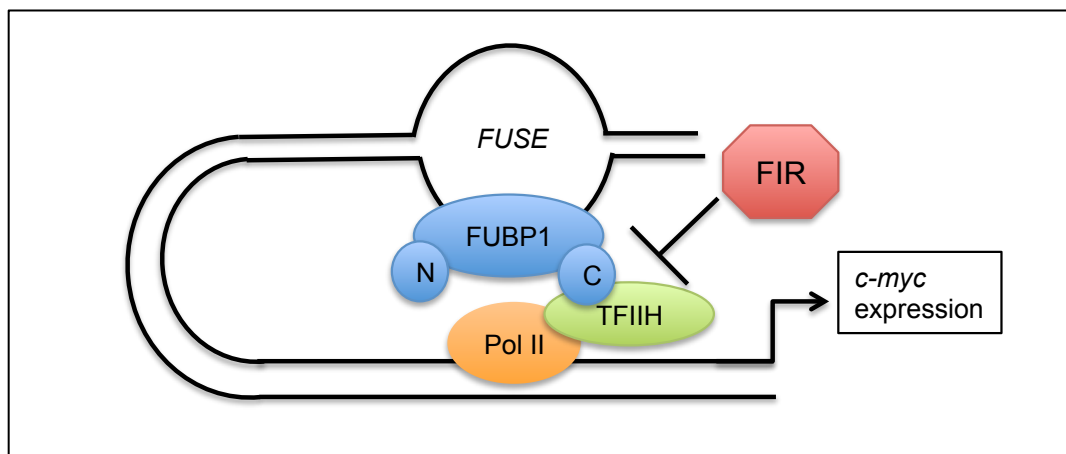 FUSE
FIR
FUBP1
N
C
TFIIH
Pol II
c-myc
expression